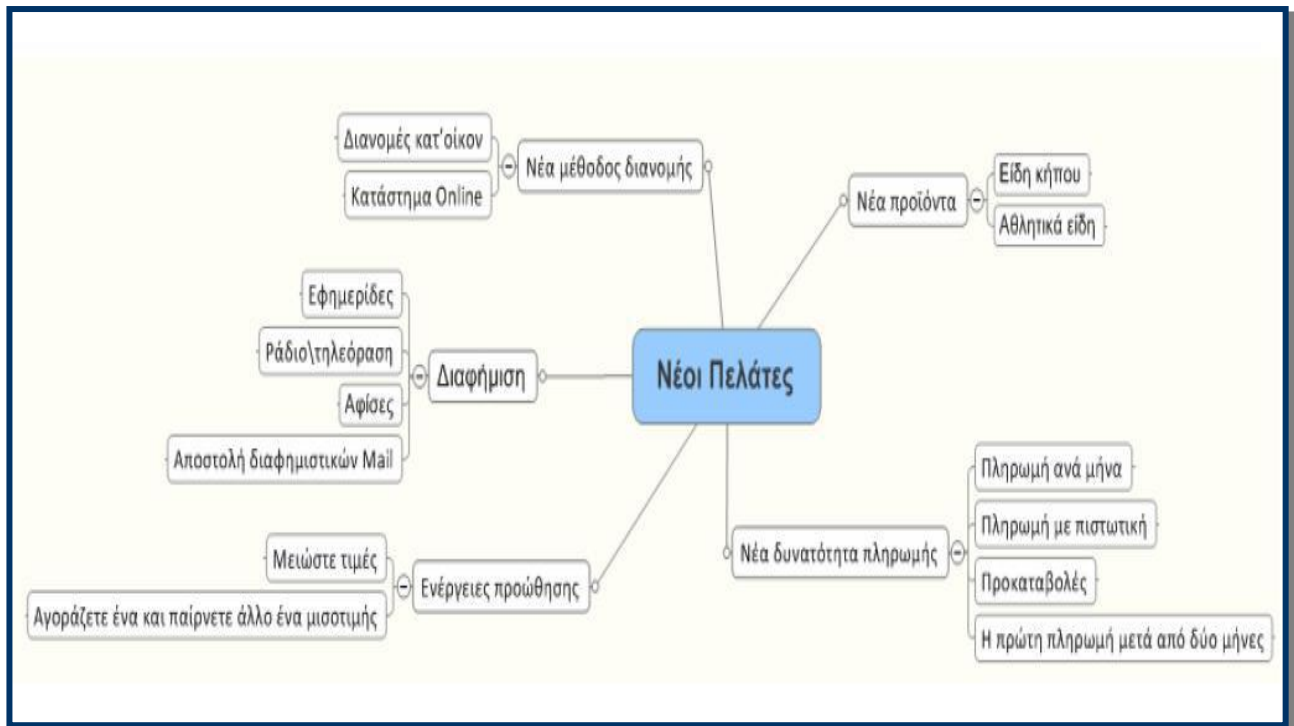 Διανομές κατ'οίκον
Κατάστημα Online
Νέα μέθοδος διανομής
Νέα προϊόντα
Είδη κήπου
Αθλητικά είδη
Εφημερίδες
Ράδιο\τηλεόραση
Αφίσες
Αποστολή διαφημιστικών Mail
Διαφήμιση
Νέοι Πελάτες
Μειώστε τιμές
Αγοράζετε ένα και παίρνετε άλλο ένα μισοτιμής
Ενέργειες προώθησης
Νέα δυνατότητα πληρωμής
Πληρωμή ανά μήνα
Πληρωμή με πιστωτική
Προκαταβολές
Η πρώτη πληρωμή μετά από δύο μήνες